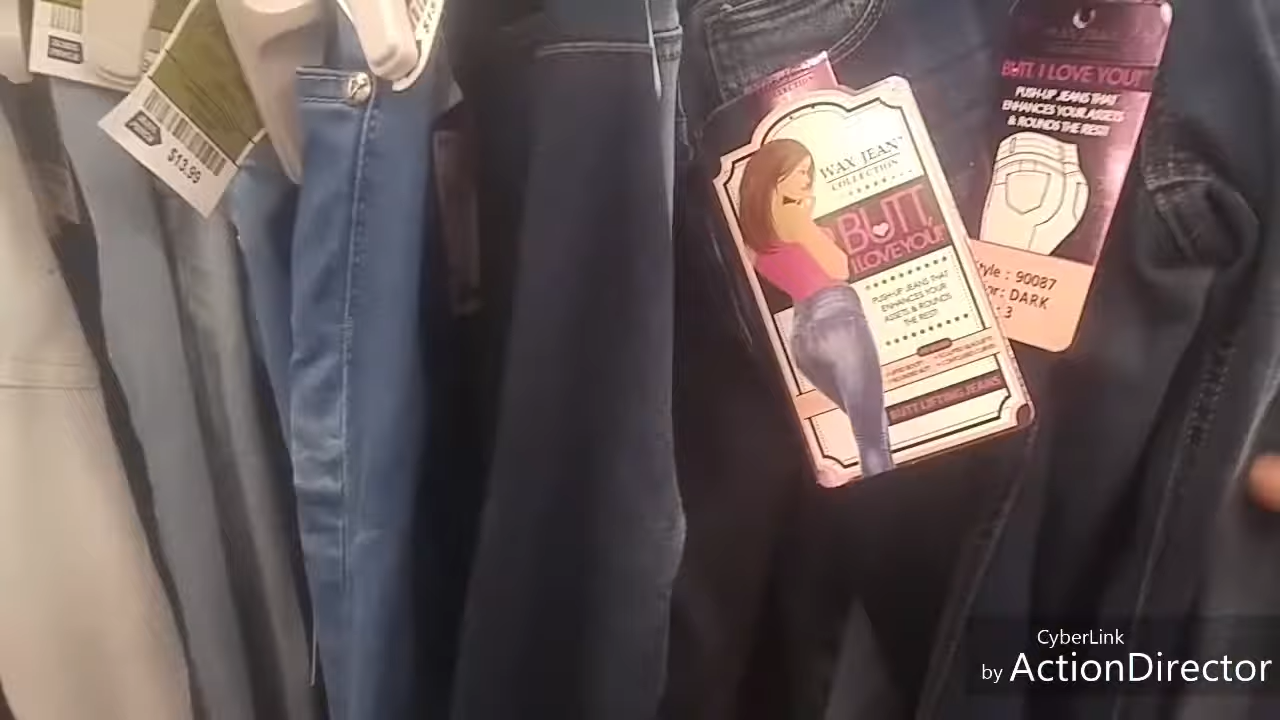 $13.99
WAX JEAN
COLLECTION
BUTT,
I LOVE YOU!
PUSH-UP JEANS THAT
ENHANCES YOUR
ASSETS & ROUNDS
THE REST!
BUTT LIFTING JEANS
BUTT, I LOVE YOU!
PUSH-UP JEANS THAT
ENHANCES YOUR ASSETS
& ROUNDS THE REST!
Style : 90087
: DARK
: 3
CyberLink
by ActionDirector